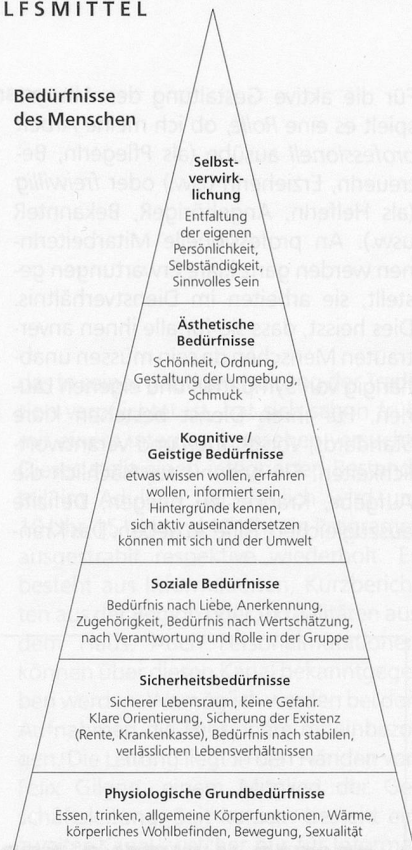 LFSMITTEL
Bedürfnisse
des Menschen
Selbst-
verwirk-
lichung
Entfaltung
der eigenen
Persönlichkeit,
Selbständigkeit,
Sinnvolles Sein
Ästhetische
Bedürfnisse
Schönheit, Ordnung,
Gestaltung der Umgebung,
Schmuck
Kognitive /
Geistige Bedürfnisse
etwas wissen wollen, erfahren
wollen, informiert sein,
Hintergründe kennen,
sich aktiv auseinandersetzen
können mit sich und der Umwelt
Soziale Bedürfnisse
Bedürfnis nach Liebe, Anerkennung,
Zugehörigkeit, Bedürfnis nach Wertschätzung,
nach Verantwortung und Rolle in der Gruppe
Sicherheitsbedürfnisse
Sicherer Lebensraum, keine Gefahr.
Klare Orientierung, Sicherung der Existenz
(Rente, Krankenkasse), Bedürfnis nach stabilen,
verlässlichen Lebensverhältnissen
Physiologische Grundbedürfnisse
Essen, trinken, allgemeine Körperfunktionen, Wärme,
körperliches Wohlbefinden, Bewegung, Sexualität